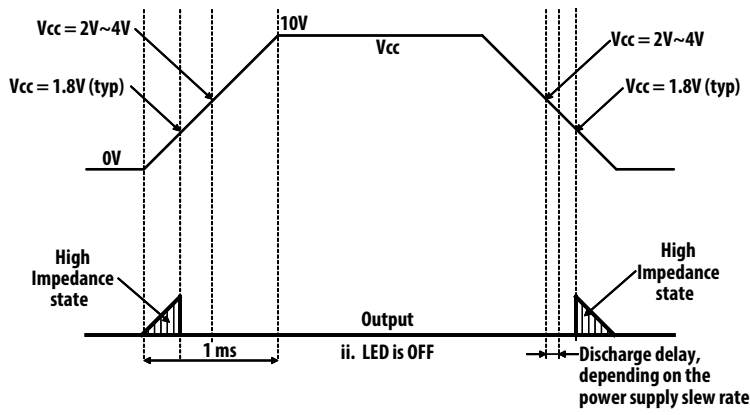 10V
Vcc = 2V~4V
Vcc = 2V~4V
Vcc
Vcc = 1.8V (typ)
Vcc = 1.8V (typ)
0V
High
Impedance
state
High
Impedance
state
Output
1 ms
ii. LED is OFF
Discharge delay,
depending on the
power supply slew rate